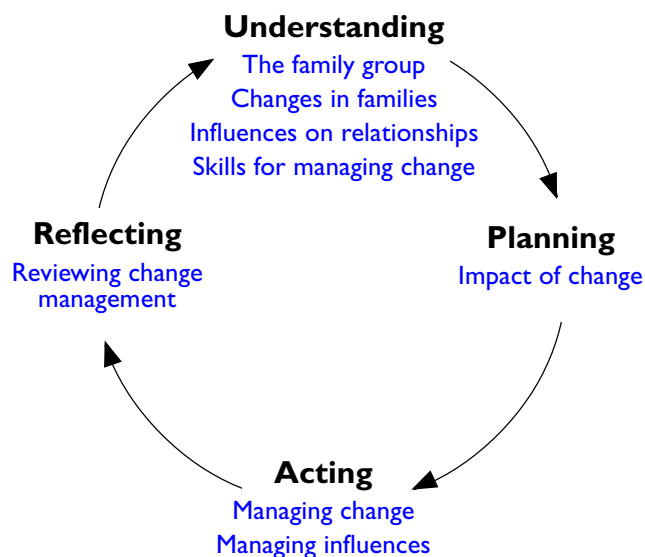 Understanding
The family group
Changes in families
Influences on relationships
Skills for managing change
Reflecting
Reviewing change
management
Planning
Impact of change
Acting
Managing change
Managing influences